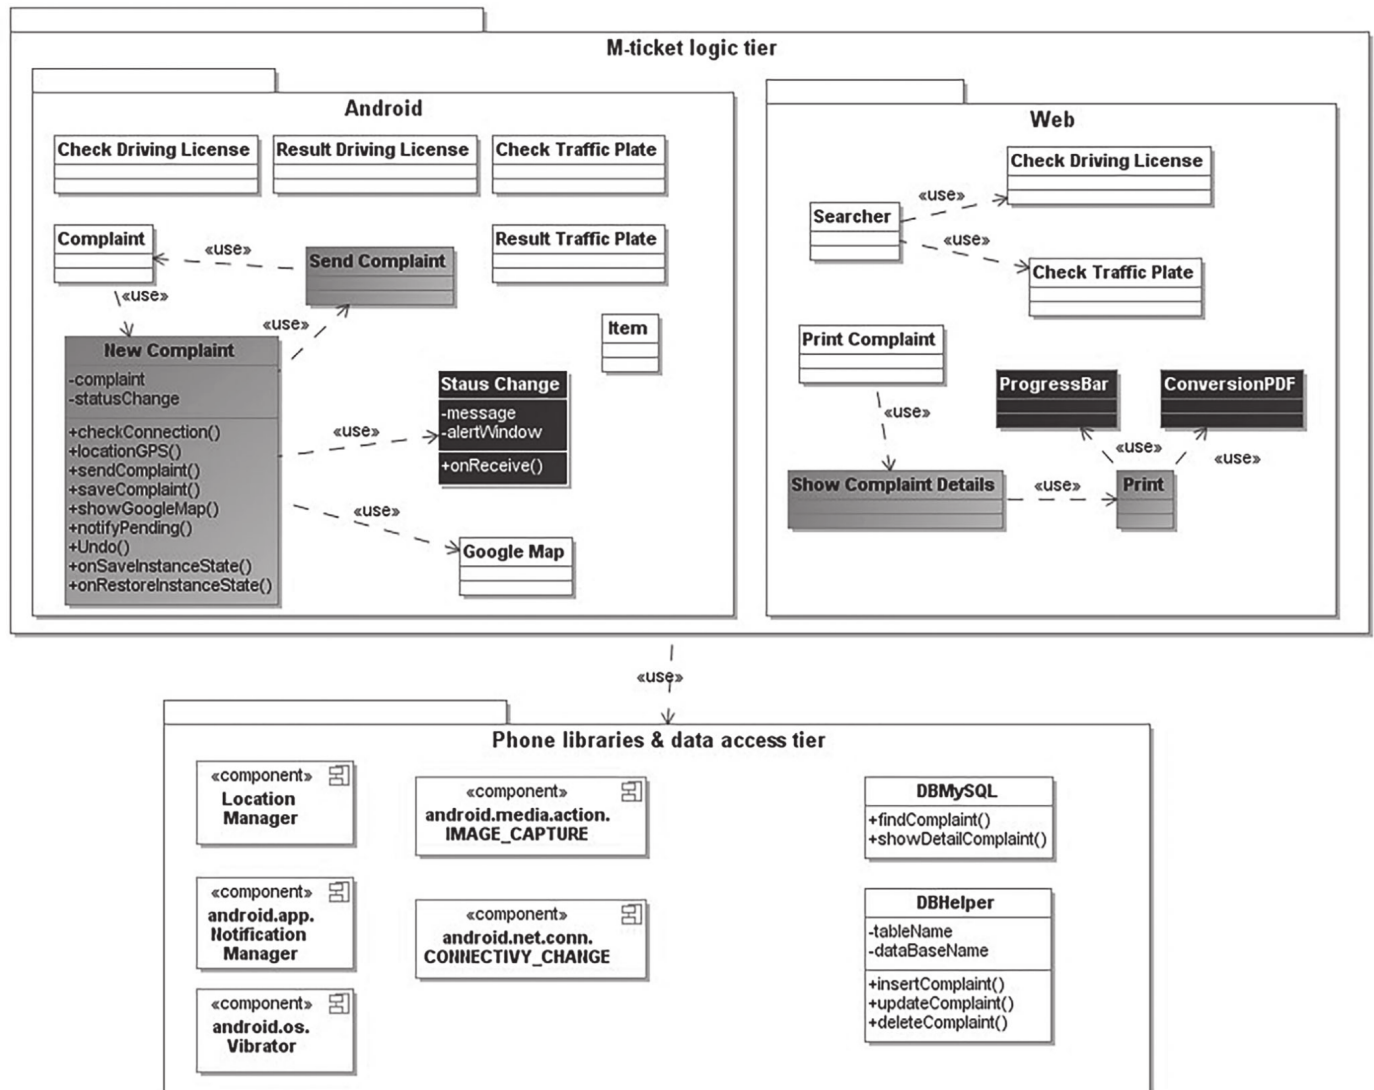 M-ticket logic tier
Android
Check Driving License
Result Driving License
Check Traffic Plate
Complaint
«use»
Send Complaint
Result Traffic Plate
«use»
«use»
Item
New Complaint
-complaint
-statusChange
+checkConnection()
+locationGPS()
+sendComplaint()
+saveComplaint()
+showGoogleMap()
+notifyPending()
+Undo()
+onSaveInstanceState()
+onRestoreInstanceState()
«use»
Staus Change
-message
-alertWindow
+onReceive()
«use»
Google Map
Web
Check Driving License
«use»
Searcher
«use»
Check Traffic Plate
Print Complaint
«use»
ProgressBar
ConversionPDF
«use»
«use»
Show Complaint Details
«use»
Print
«use»
Phone libraries & data access tier
«component»
Location
Manager
«component»
android.media.action.
IMAGE_CAPTURE
DBMySQL
+findComplaint()
+showDetailComplaint()
«component»
android.app.
Notification
Manager
«component»
android.net.conn.
CONNECTIVY_CHANGE
DBHelper
-tableName
-dataBaseName
+insertComplaint()
+updateComplaint()
+deleteComplaint()
«component»
android.os.
Vibrator